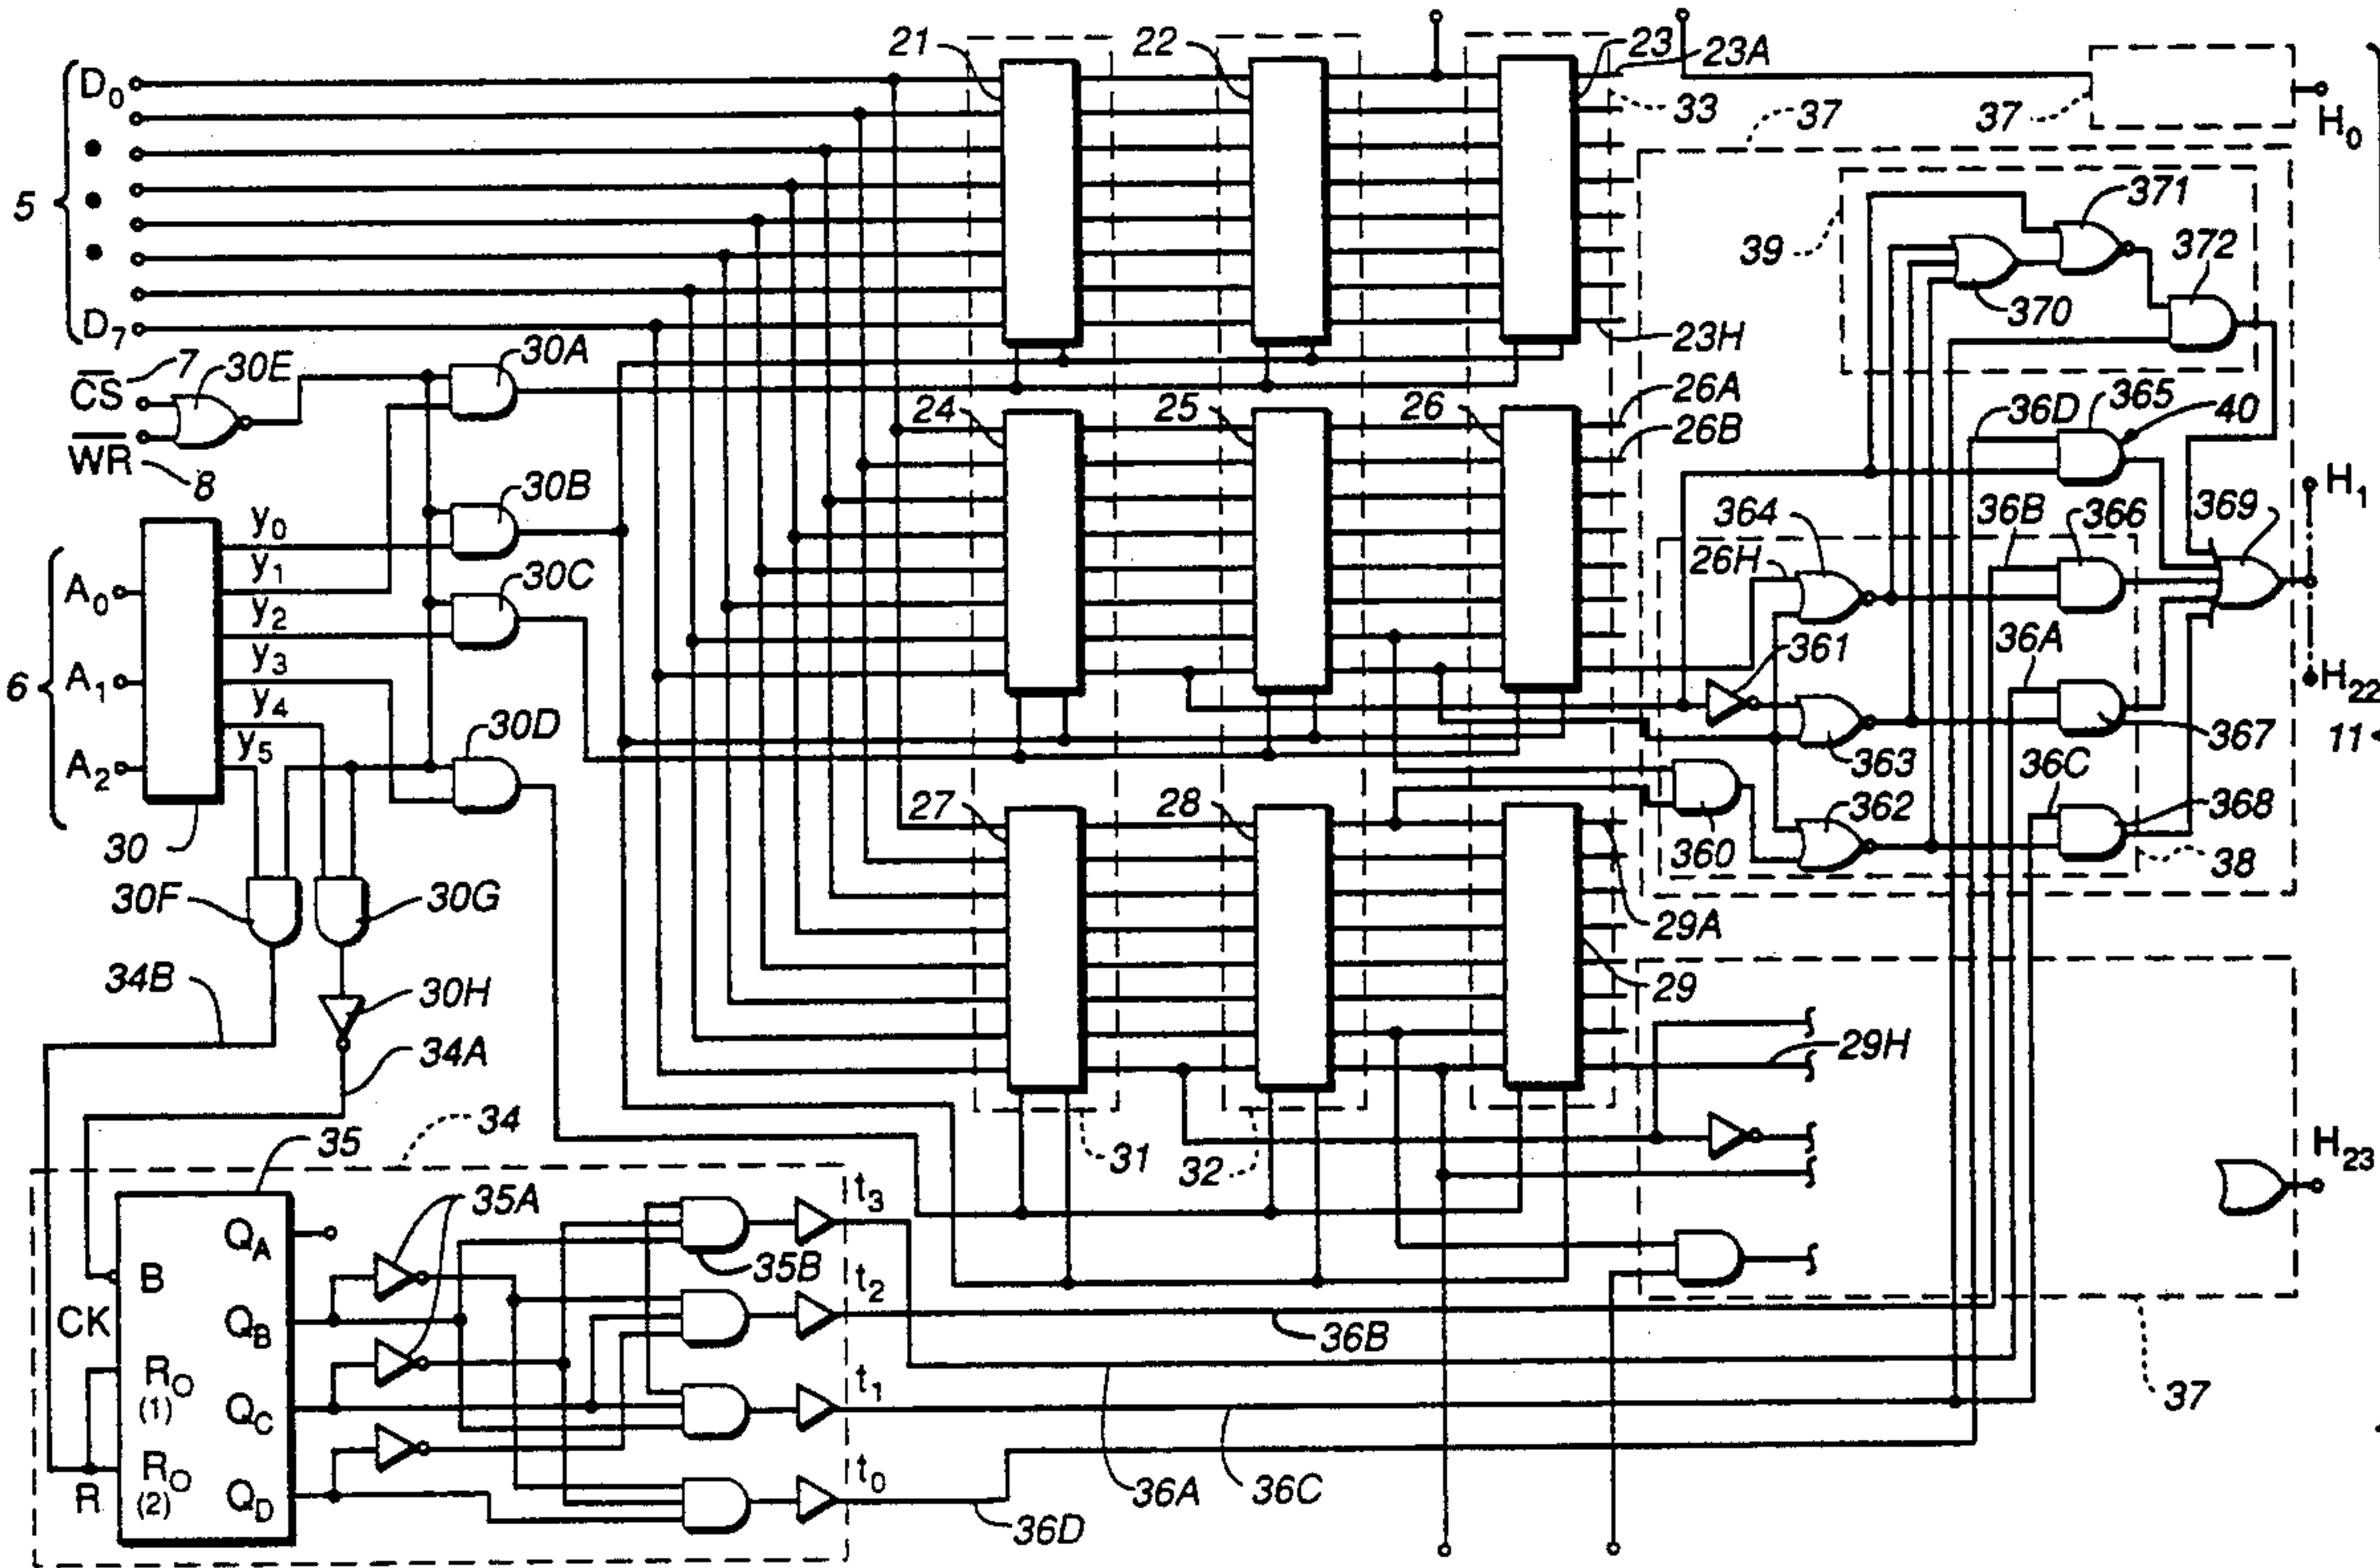 21
22
23
23A
33
37
37
H0
5
D0
D7
39
371
372
370
CS
7
30E
30A
23H
WR
8
24
25
26
26A
26B
36D
365
40
H1
30B
y0
y1
30C
y2
y3
y4
y5
6
A0
A1
A2
30D
30
364
26H
361
36B
366
369
36A
H22
11
367
363
36C
362
368
360
38
27
28
29A
29
30F
30G
34B
30H
34A
29H
34
35
31
32
H23
35A
t3
QA
B
35B
t2
CK
QB
36B
RO
(1)
QC
t1
37
RO
(2)
R
QD
t0
36A
36C
36D